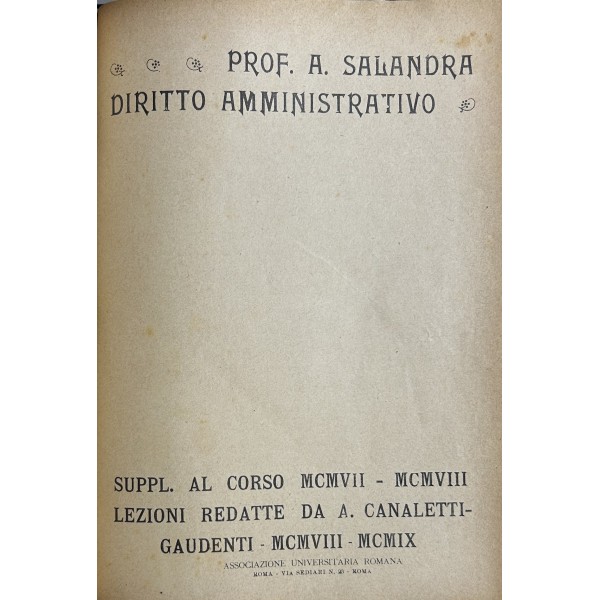 PROF. A. SALANDRA
DIRITTO AMMINISTRATIVO
SUPPL. AL CORSO MCMVII - MCMVIII
LEZIONI REDATTE DA A. CANALETTI-
GAUDENTI - MCMVIII - MCMIX
ASSOCIAZIONE UNIVERSITARIA ROMANA
ROMA - VIA SEDIARI N. - ROMA